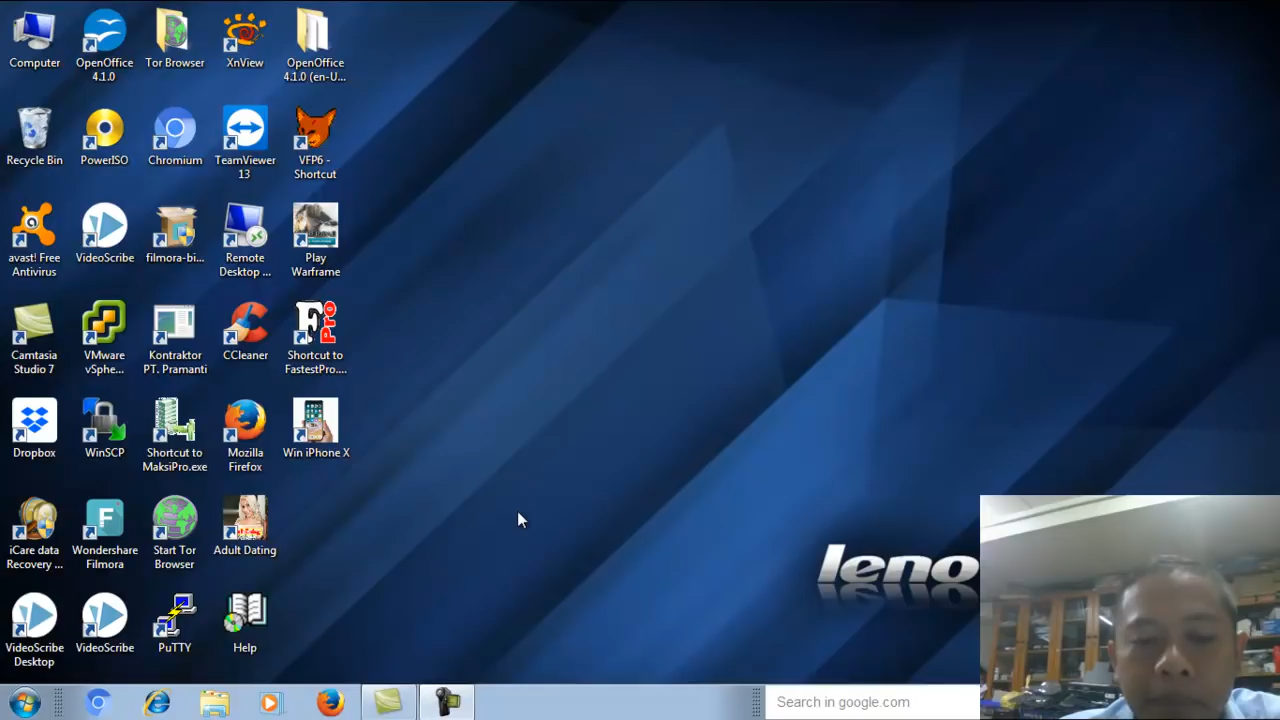 Computer
OpenOffice
4.1.0
Tor Browser
XnView
OpenOffice
4.1.0 (en-U...
Recycle Bin
PowerISO
Chromium
TeamViewer
13
VFP6 -
Shortcut
avast! Free
Antivirus
VideoScribe
filmora-bi...
Remote
Desktop ...
Play
Warframe
Camtasia
Studio 7
VMware
vSphe...
Kontraktor
PT. Pramanti
CCleaner
F Pro
Shortcut to
FastestPro....
Dropbox
WinSCP
Shortcut to
MaksiPro.exe
Mozilla
Firefox
Win iPhone X
iCare data
Recovery ...
Wondershare
Filmora
Start Tor
Browser
Adult Dating
VideoScribe
Desktop
VideoScribe
PuTTY
Help
leno
Search in google.com